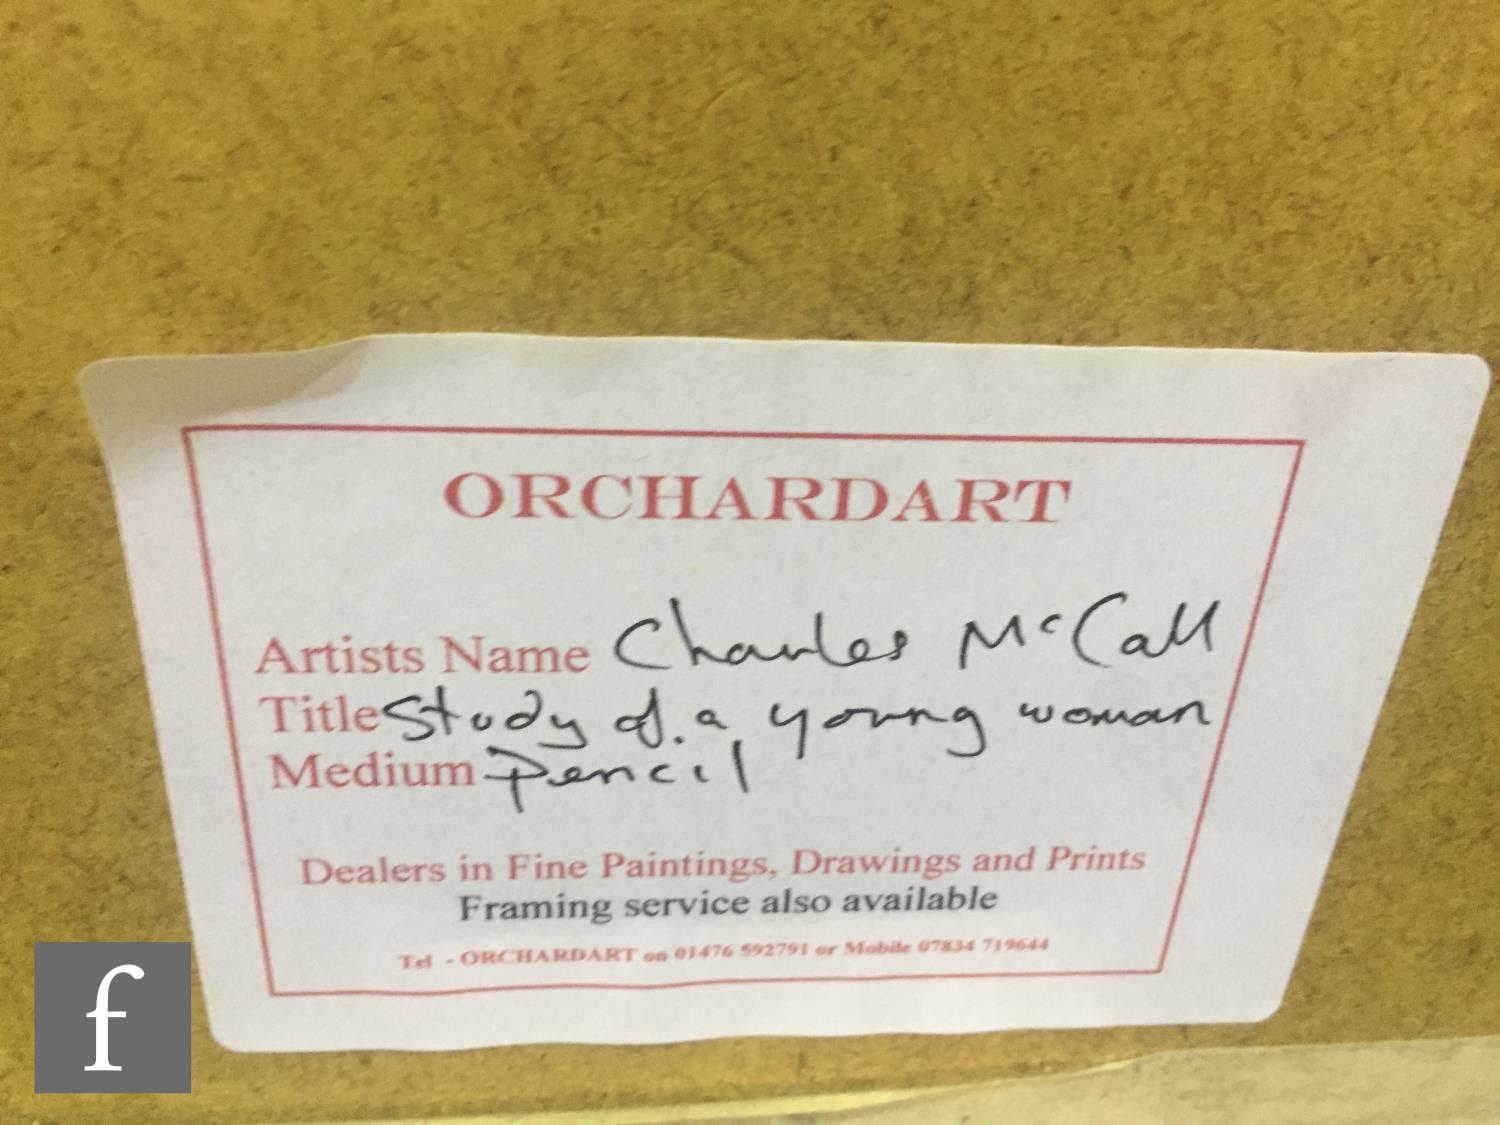 ORCHARDART
Artists Name Charles McCall
Title Study of a young woman
Medium Pencil
Dealers in Fine Paintings, Drawings and Prints
Framing service also available
Tel - ORCHARDART on 01476 592791 or Mobile 07834 719644
f